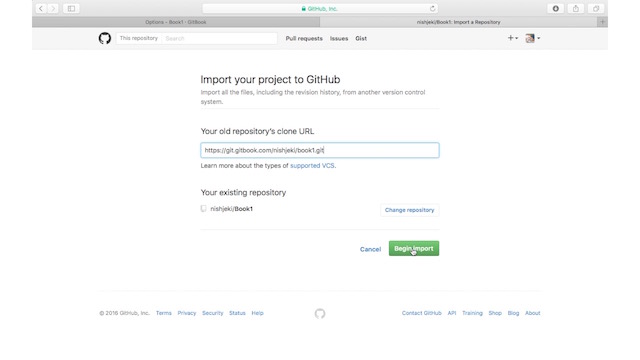 GitHub, Inc.
Options · Book1 · GitBook
nishjeki/Book1: Import a Repository
This repository Search Pull requests Issues Gist
Import your project to GitHub
Import all the files, including the revision history, from another version control
system.
Your old repository's clone URL
https://git.gitbook.com/nishjeki/book1.git
Learn more about the types of supported VCS.
Your existing repository
nishjeki/Book1 Change repository
Cancel Begin import
© 2016 GitHub, Inc. Terms Privacy Security Status Help Contact GitHub API Training Shop Blog About